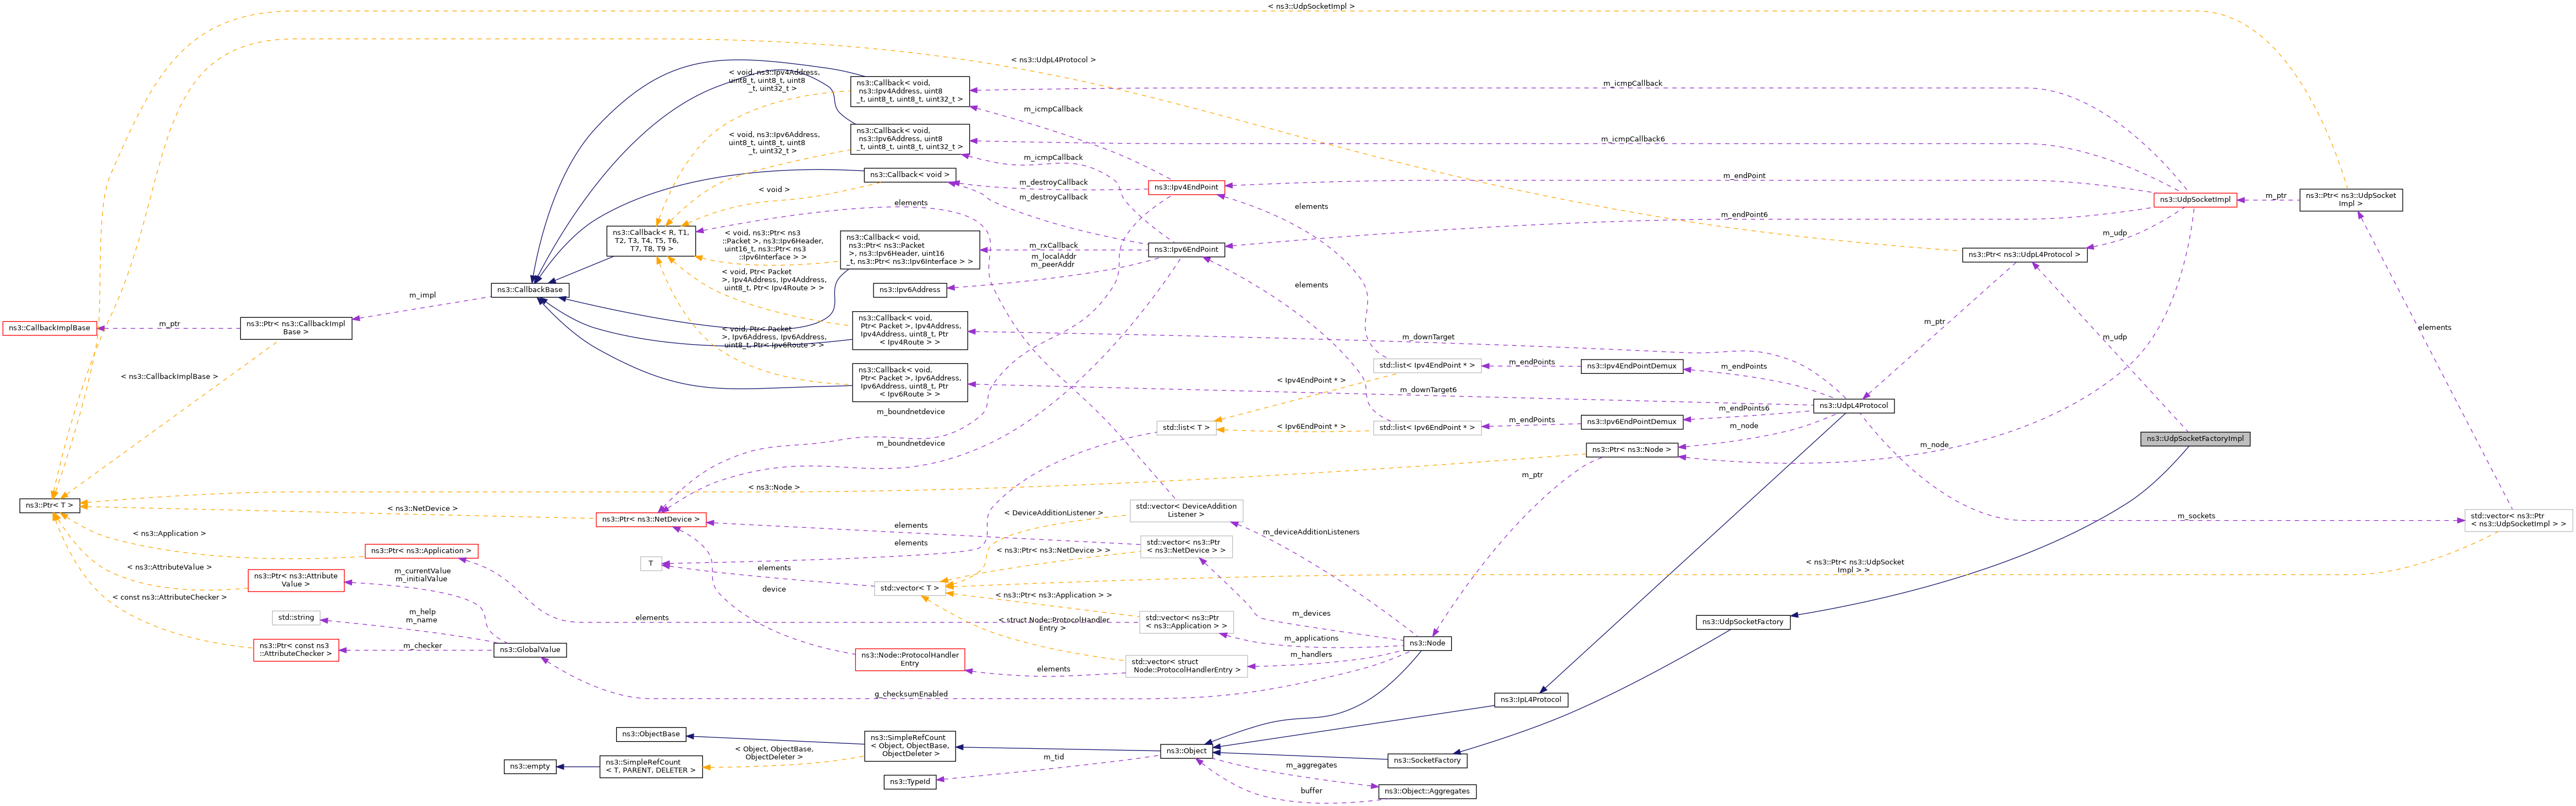 < ns3::UdpSocketImpl >
< ns3::UdpL4Protocol >
< void, ns3::Ipv4Address,
uint8_t, uint8_t, uint8
_t, uint32_t >
ns3::Callback< void,
ns3::Ipv4Address, uint8
_t, uint8_t, uint8_t, uint32_t >
m_icmpCallback
m_icmpCallback
< void, ns3::Ipv6Address,
uint8_t, uint8_t, uint8
_t, uint32_t >
ns3::Callback< void,
ns3::Ipv6Address, uint8
_t, uint8_t, uint8_t, uint32_t >
m_icmpCallback6
m_icmpCallback
ns3::Callback< void >
m_destroyCallback
m_destroyCallback
< void >
ns3::Ipv4EndPoint
m_endPoint
ns3::UdpSocketImpl
m_ptr
ns3::Ptr< ns3::UdpSocket
Impl >
elements
elements
m_endPoint6
ns3::Callback< R, T1,
T2, T3, T4, T5, T6,
T7, T8, T9 >
< void, ns3::Ptr< ns3
::Packet >, ns3::Ipv6Header,
uint16_t, ns3::Ptr< ns3
::Ipv6Interface > >
ns3::Callback< void,
ns3::Ptr< ns3::Packet
>, ns3::Ipv6Header, uint16
_t, ns3::Ptr< ns3::Ipv6Interface > >
m_rxCallback
m_localAddr
m_peerAddr
ns3::Ipv6EndPoint
m_udp
ns3::Ptr< ns3::UdpL4Protocol >
< void, Ptr< Packet
>, Ipv4Address, Ipv4Address,
uint8_t, Ptr< Ipv4Route > >
ns3::CallbackBase
ns3::Ipv6Address
elements
m_impl
ns3::CallbackImplBase
m_ptr
ns3::Ptr< ns3::CallbackImpl
Base >
< void, Ptr< Packet
>, Ipv6Address, Ipv6Address,
uint8_t, Ptr< Ipv6Route > >
ns3::Callback< void,
Ptr< Packet >, Ipv4Address,
Ipv4Address, uint8_t, Ptr
< Ipv4Route > >
m_downTarget
m_ptr
m_udp
elements
< ns3::CallbackImplBase >
ns3::Callback< void,
Ptr< Packet >, Ipv6Address,
Ipv6Address, uint8_t, Ptr
< Ipv6Route > >
< Ipv4EndPoint * >
std::list< Ipv4EndPoint * >
m_endPoints
ns3::Ipv4EndPointDemux
m_endPoints
m_downTarget6
m_boundnetdevice
m_endPoints6
ns3::UdpL4Protocol
std::list< T >
< Ipv6EndPoint * >
std::list< Ipv6EndPoint * >
m_endPoints
ns3::Ipv6EndPointDemux
m_node
m_boundnetdevice
ns3::Ptr< ns3::Node >
m_node
ns3::UdpSocketFactoryImpl
m_ptr
< ns3::Node >
ns3::Ptr< T >
< ns3::NetDevice >
ns3::Ptr< ns3::NetDevice >
< DeviceAdditionListener >
std::vector< DeviceAddition
Listener >
m_sockets
std::vector< ns3::Ptr
< ns3::UdpSocketImpl > >
elements
m_deviceAdditionListeners
< ns3::Application >
ns3::Ptr< ns3::Application >
elements
< ns3::Ptr< ns3::NetDevice > >
std::vector< ns3::Ptr
< ns3::NetDevice > >
T
elements
< ns3::AttributeValue >
ns3::Ptr< ns3::Attribute
Value >
m_currentValue
m_initialValue
device
std::vector< T >
< ns3::Ptr< ns3::UdpSocket
Impl > >
< ns3::Ptr< ns3::Application > >
< const ns3::AttributeChecker >
std::string
m_help
m_name
elements
< struct Node::ProtocolHandler
Entry >
std::vector< ns3::Ptr
< ns3::Application > >
m_devices
m_applications
ns3::UdpSocketFactory
ns3::Ptr< const ns3
::AttributeChecker >
m_checker
ns3::GlobalValue
ns3::Node::ProtocolHandler
Entry
elements
std::vector< struct
Node::ProtocolHandlerEntry >
m_handlers
ns3::Node
g_checksumEnabled
ns3::IpL4Protocol
ns3::ObjectBase
ns3::SimpleRefCount
< Object, ObjectBase,
ObjectDeleter >
< Object, ObjectBase,
ObjectDeleter >
ns3::Object
m_tid
m_aggregates
ns3::SocketFactory
ns3::empty
ns3::SimpleRefCount
< T, PARENT, DELETER >
ns3::TypeId
buffer
ns3::Object::Aggregates